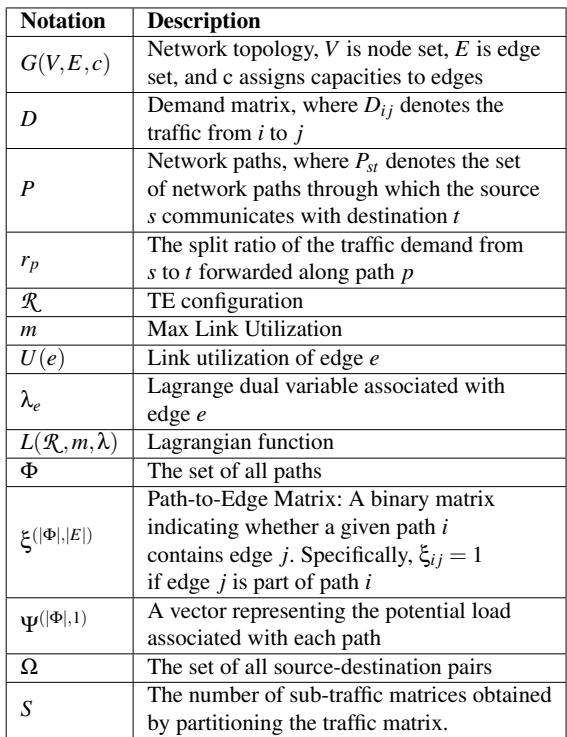 Notation Description
G(V,E,c) Network topology, V is node set, E is edge
set, and c assigns capacities to edges
D Demand matrix, where D_{ij} denotes the
traffic from i to j
P Network paths, where P_{st} denotes the set
of network paths through which the source
s communicates with destination t
r_p The split ratio of the traffic demand from
s to t forwarded along path p
ℛ TE configuration
m Max Link Utilization
U(e) Link utilization of edge e
λ_e Lagrange dual variable associated with
edge e
L(ℛ,m,λ) Lagrangian function
Φ The set of all paths
ξ^{(|Φ|,|E|)} Path-to-Edge Matrix: A binary matrix
indicating whether a given path i
contains edge j. Specifically, ξ_{ij} = 1
if edge j is part of path i
Ψ^{(|Φ|,1)} A vector representing the potential load
associated with each path
Ω The set of all source-destination pairs
S The number of sub-traffic matrices obtained
by partitioning the traffic matrix.